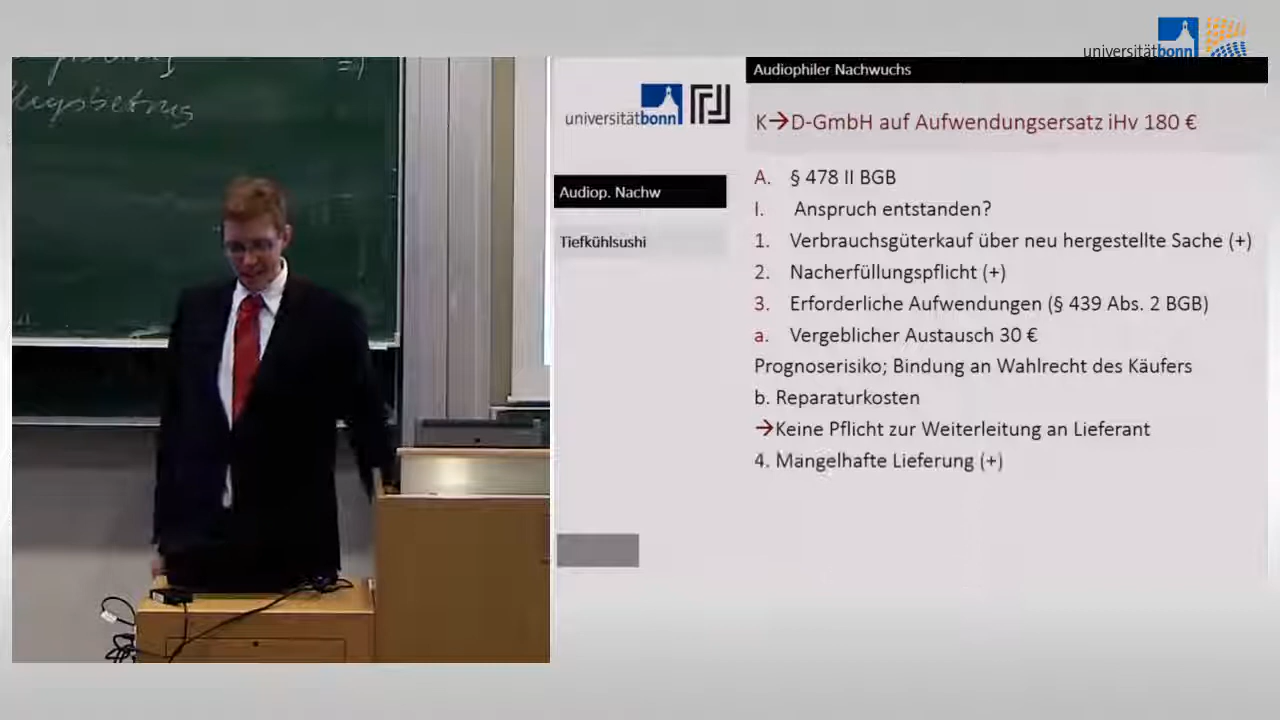 universitätbonn
Audiophiler Nachwuchs
universitätbonn
K→D-GmbH auf Aufwendungsersatz iHv 180 €
Audiop. Nachw
Tiefkühlsushi
A. § 478 II BGB
I. Anspruch entstanden?
1. Verbrauchsgüterkauf über neu hergestellte Sache (+)
2. Nacherfüllungspflicht (+)
3. Erforderliche Aufwendungen (§ 439 Abs. 2 BGB)
a. Vergeblicher Austausch 30 €
Prognoserisiko; Bindung an Wahlrecht des Käufers
b. Reparaturkosten
→Keine Pflicht zur Weiterleitung an Lieferant
4. Mangelhafte Lieferung (+)